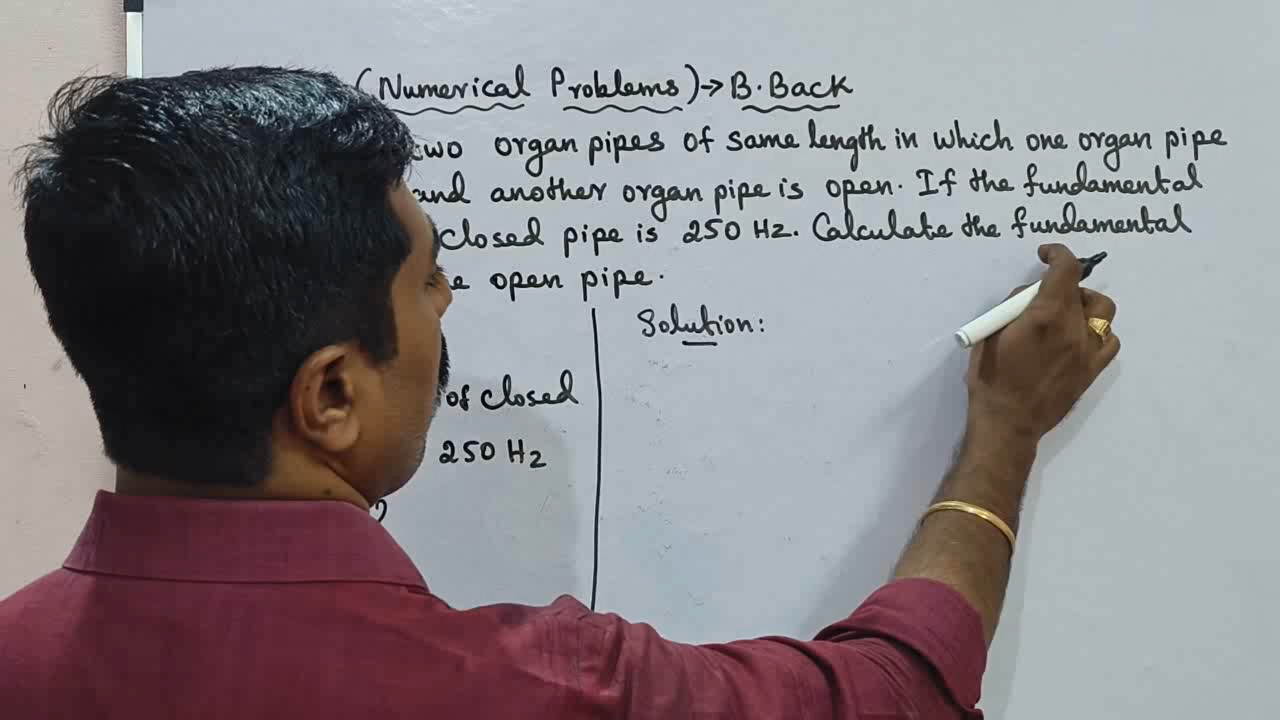 (Numerical Problems) → B.Back
two organ pipes of same length in which one organ pipe
and another organ pipe is open. If the fundamental
closed pipe is 250 Hz. Calculate the fundamental
open pipe.
Solution:
of closed
250 Hz
?